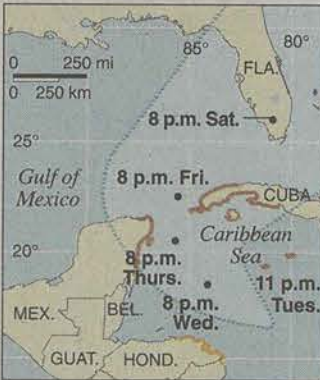 85°
80°
0 250 mi
0 250 km
FLA.
8 p.m. Sat.
25°
Gulf of
Mexico
8 p.m. Fri.
CUBA
Caribbean
Sea
20°
8 p.m.
Thurs.
11 p.m.
Tues.
8 p.m.
Wed.
MEX.
BEL.
GUAT.
HOND.